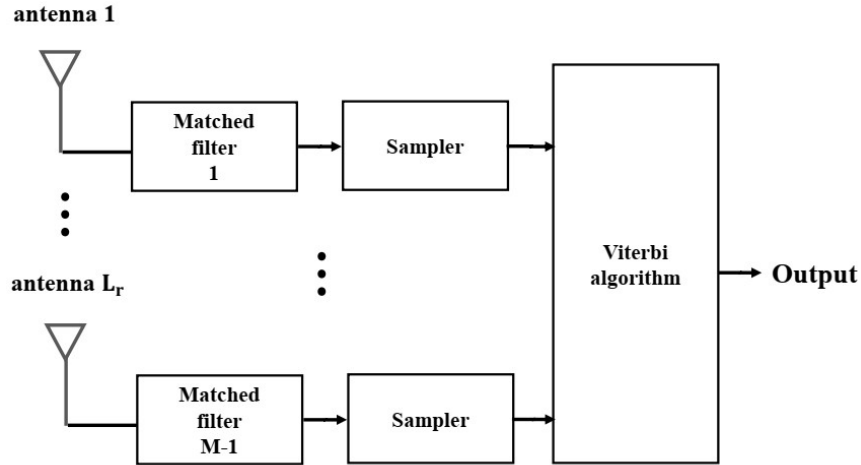 antenna 1
Matched
filter
1
Sampler
Viterbi
algorithm
Output
antenna Lᵣ
Matched
filter
M-1
Sampler